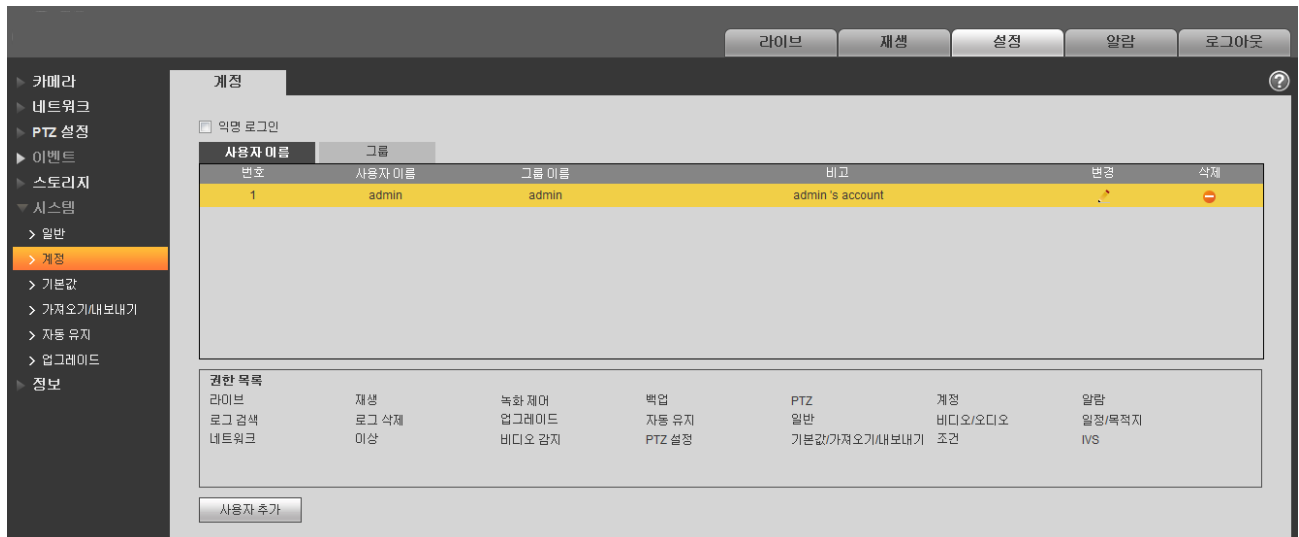 라이브 재생 설정 알람 로그아웃
카메라
네트워크
PTZ 설정
이벤트
스토리지
시스템
일반
계정
기본값
가져오기/내보내기
자동 유지
업그레이드
정보
계정
?
익명 로그인
사용자 이름 그룹
번호 사용자 이름 그룹 이름 비고 변경 삭제
1 admin admin admin 's account
권한 목록
라이브 재생 녹화 제어 백업 PTZ 계정 알람
로그 검색 로그 삭제 업그레이드 자동 유지 일반 비디오/오디오 일정/목적지
네트워크 이상 비디오 감지 PTZ 설정 기본값/가져오기/내보내기 조건 IVS
사용자 추가